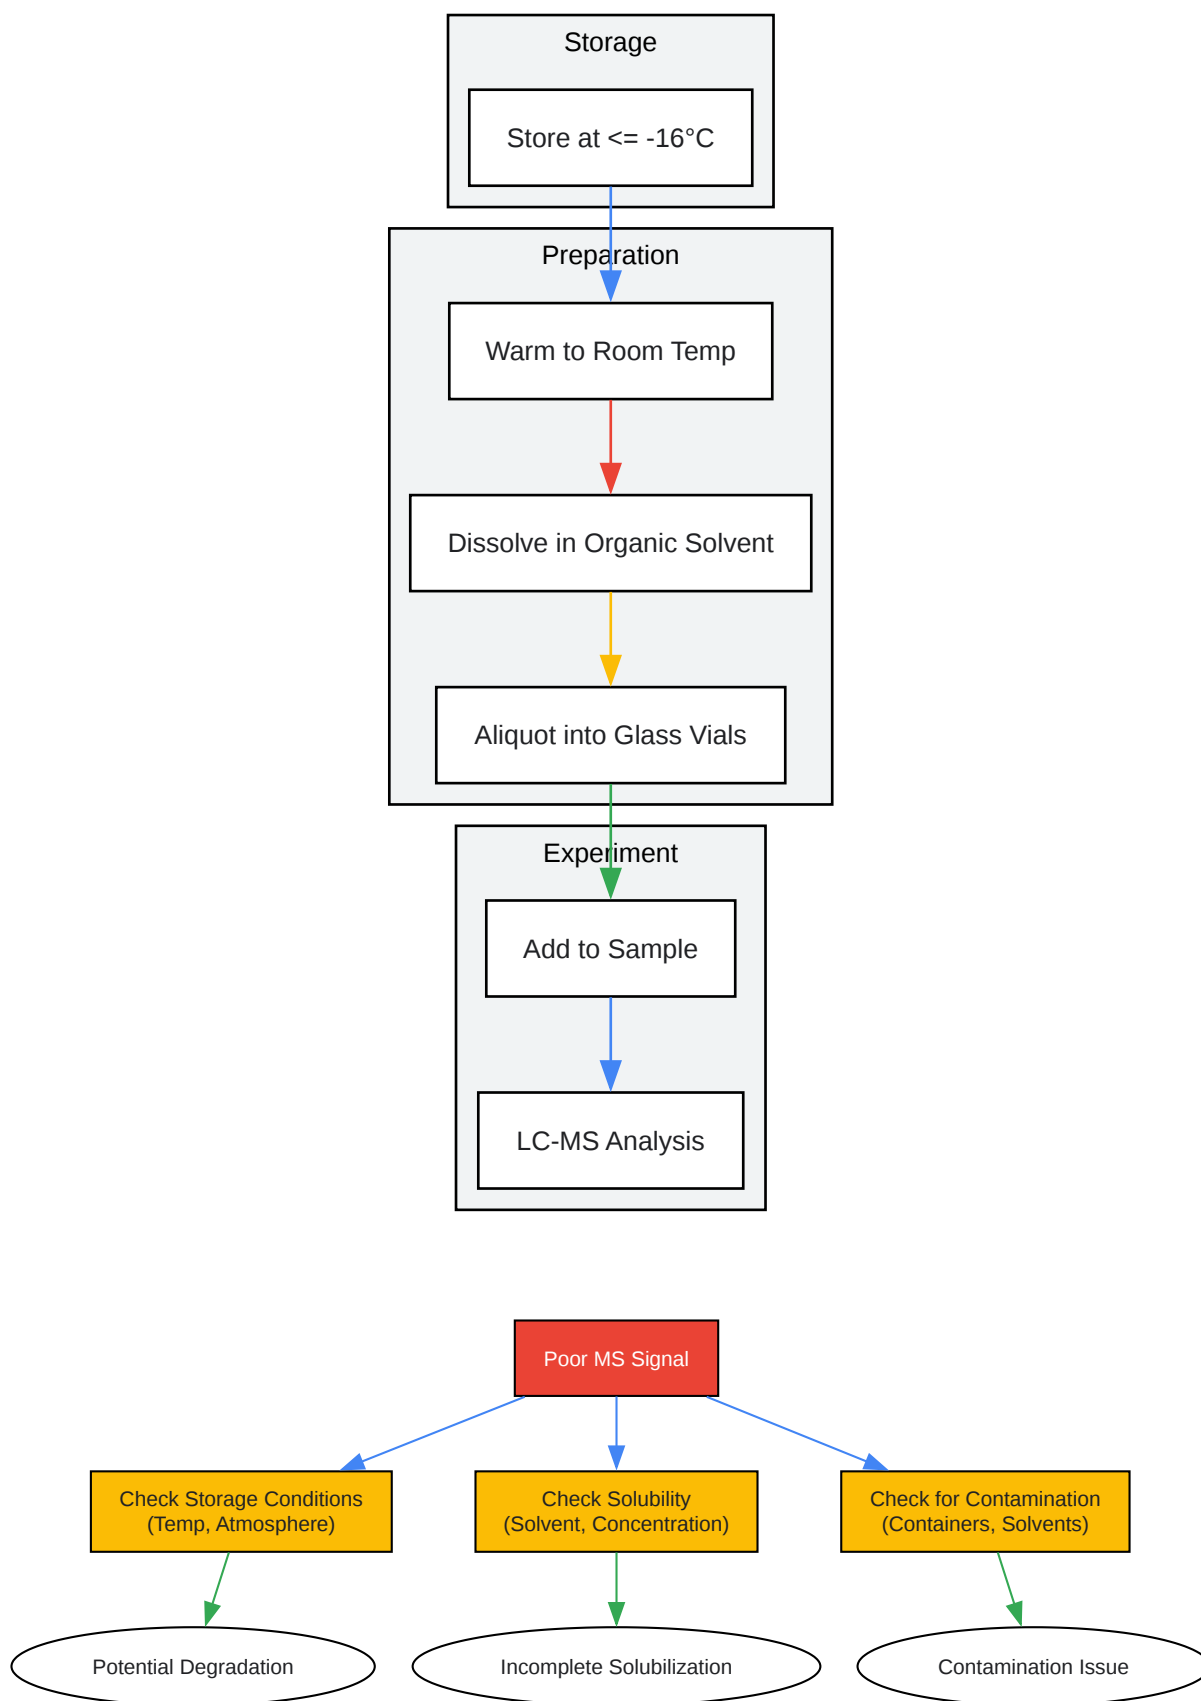 Storage
Store at <= -16°C
Preparation
Warm to Room Temp
Dissolve in Organic Solvent
Aliquot into Glass Vials
Experiment
Add to Sample
LC-MS Analysis
Poor MS Signal
Check Storage Conditions
(Temp, Atmosphere)
Check Solubility
(Solvent, Concentration)
Check for Contamination
(Containers, Solvents)
Potential Degradation
Incomplete Solubilization
Contamination Issue